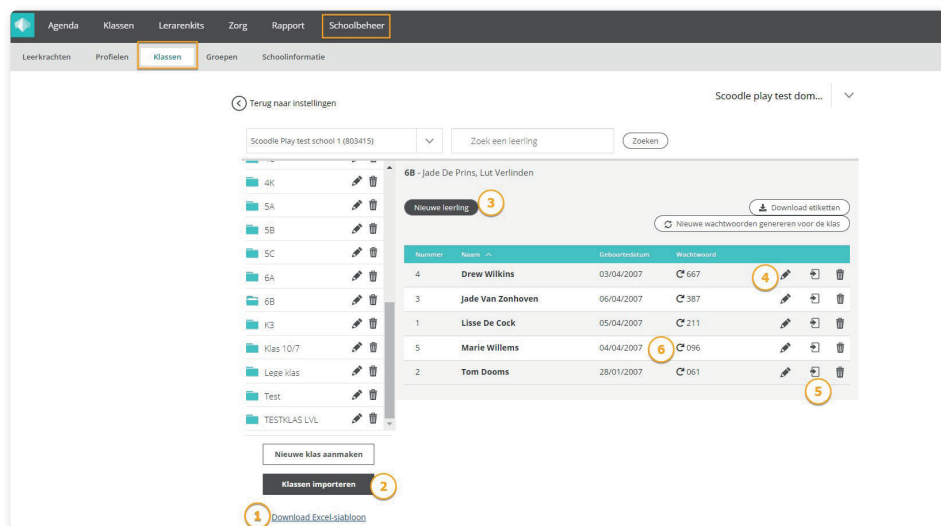 Agenda Klassen Lerarenkits Zorg Rapport Schoolbeheer
Leerkrachten Profielen Klassen Groepen Schoolinformatie
Scoodle play test dom...
Terug naar instellingen
Scoodle Play test school 1 (803415) Zoek een leerling Zoeken
6B - Jade De Prins, Lut Verlinden
4K
5A
5B
5C
6A
6B
K3
Klas 10/7
Lege klas
Test
TESTKLAS LVL
Nieuwe leerling 3
Download etiketten
Nieuwe wachtwoorden genereren voor de klas
Nummer Naam Geboortedatum Wachtwoord
4 Drew Wilkins 03/04/2007 667 4
3 Jade Van Zonhoven 06/04/2007 387
1 Lisse De Cock 05/04/2007 211
5 Marie Willems 04/04/2007 6 096
2 Tom Dooms 28/01/2007 061
5
Nieuwe klas aanmaken
Klassen importeren 2
1 Download Excel-sjabloon